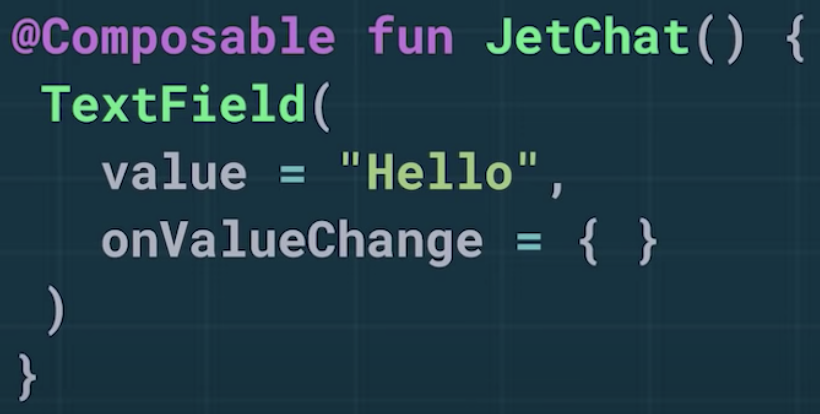 @Composable fun JetChat() {
TextField(
value = "Hello",
onValueChange = { }
)
}